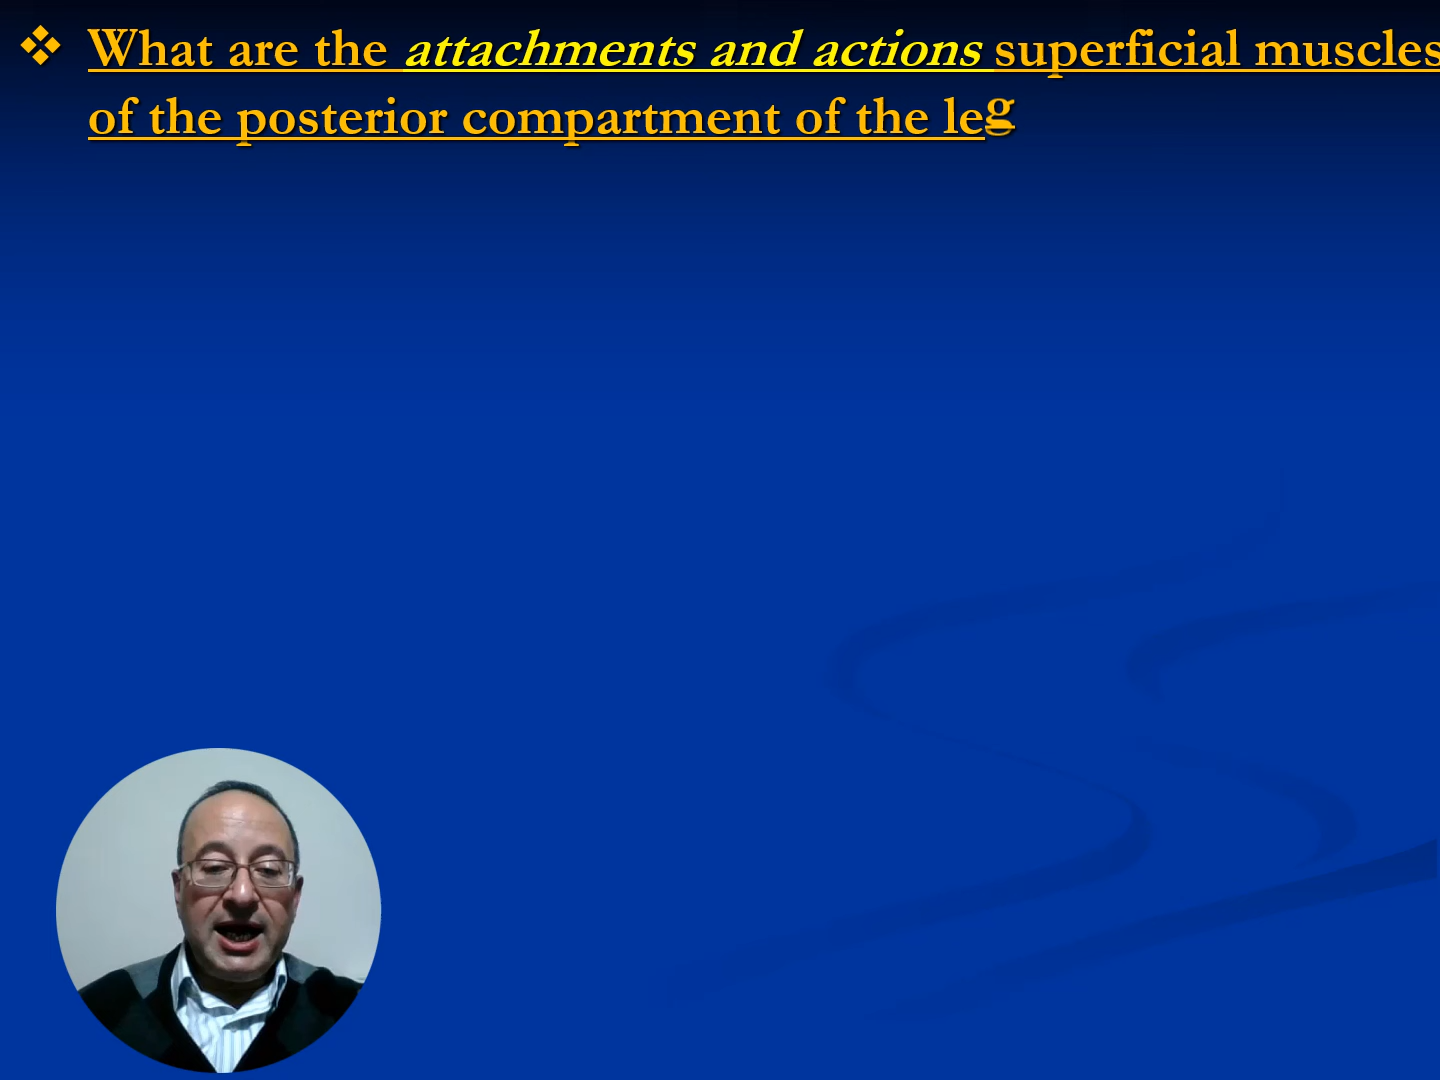 What are the attachments and actions superficial muscles
of the posterior compartment of the leg